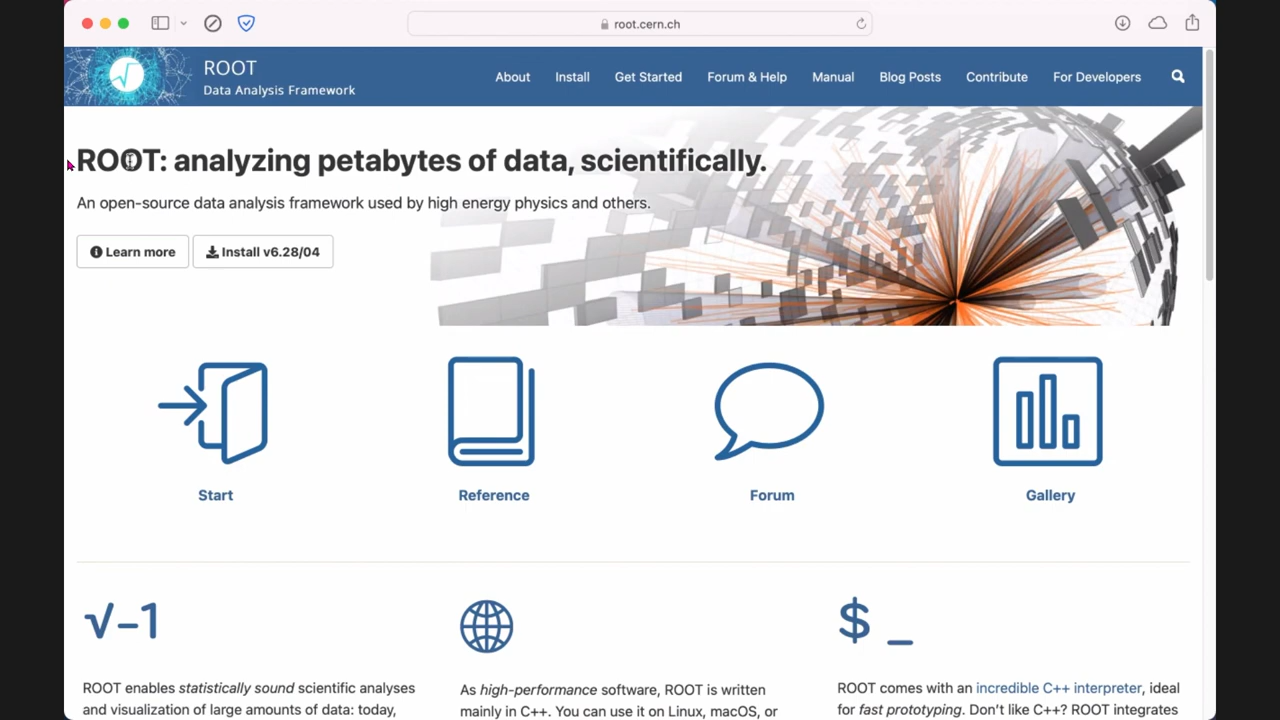 root.cern.ch
ROOT
Data Analysis Framework
About Install Get Started Forum & Help Manual Blog Posts Contribute For Developers
ROOT: analyzing petabytes of data, scientifically.
An open-source data analysis framework used by high energy physics and others.
Learn more Install v6.28/04
Start Reference Forum Gallery
√-1
$ _
ROOT enables statistically sound scientific analyses
and visualization of large amounts of data: today,
As high-performance software, ROOT is written
mainly in C++. You can use it on Linux, macOS, or
ROOT comes with an incredible C++ interpreter, ideal
for fast prototyping. Don't like C++? ROOT integrates